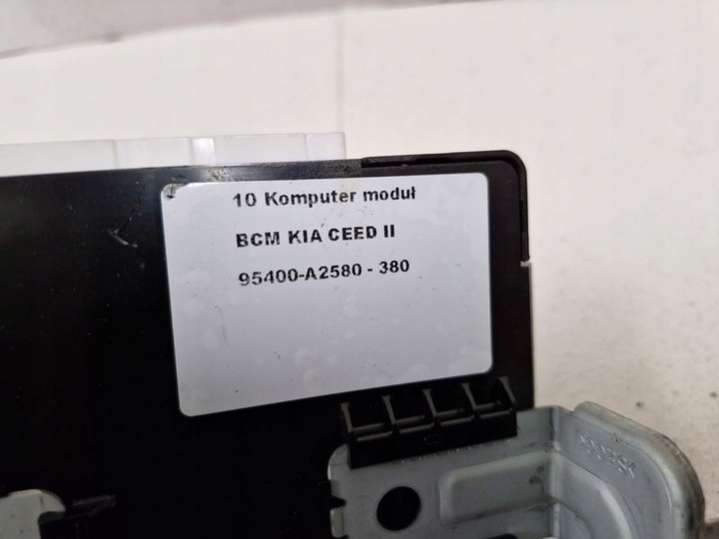 10 Komputer moduł
BCM KIA CEED II
95400-A2580 - 380